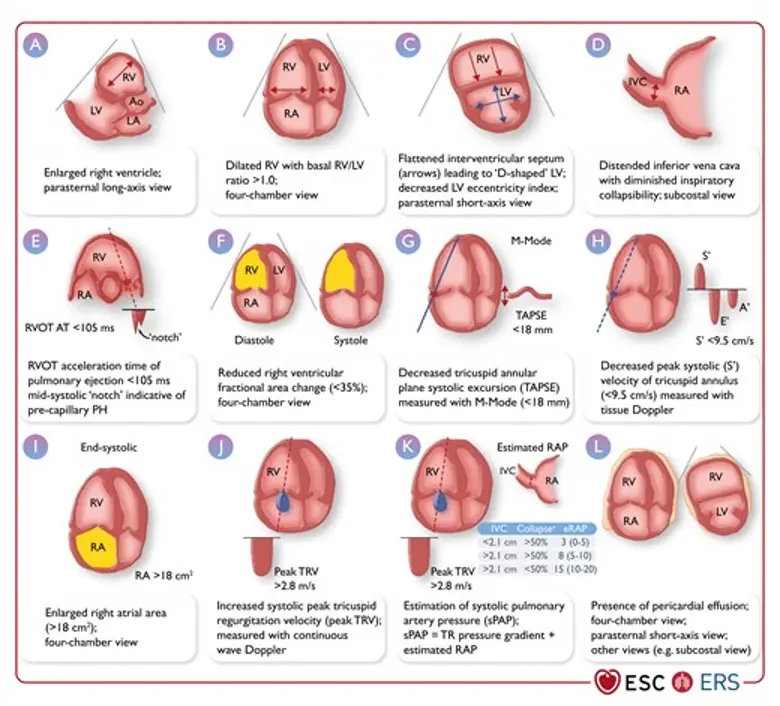 A
RV
LV
Ao
LA
Enlarged right ventricle;
parasternal long-axis view
B
RV
LV
RA
Dilated RV with basal RV/LV
ratio >1.0;
four-chamber view
C
RV
LV
Flattened interventricular septum
(arrows) leading to 'D-shaped' LV;
decreased LV eccentricity index;
parasternal short-axis view
D
IVC
RA
Distended inferior vena cava
with diminished inspiratory
collapsibility; subcostal view
E
RV
RA
RVOT AT <105 ms
'notch'
RVOT acceleration time of
pulmonary ejection <105 ms
mid-systolic 'notch' indicative of
pre-capillary PH
F
RV
LV
RA
Diastole
Systole
Reduced right ventricular
fractional area change (<35%);
four-chamber view
G
M-Mode
TAPSE
<18 mm
Decreased tricuspid annular
plane systolic excursion (TAPSE)
measured with M-Mode (<18 mm)
H
S'
E'
A'
S' <9.5 cm/s
Decreased peak systolic (S')
velocity of tricuspid annulus
(<9.5 cm/s) measured with
tissue Doppler
I
End-systolic
RV
RA
RA >18 cm²
Enlarged right atrial area
(>18 cm²);
four-chamber view
J
RV
Peak TRV
>2.8 m/s
Increased systolic peak tricuspid
regurgitation velocity (peak TRV);
measured with continuous
wave Doppler
K
Estimated RAP
RV
IVC
RA
IVC Collapseᵃ eRAP
<2.1 cm >50% 3 (0-5)
>2.1 cm >50% 8 (5-10)
>2.1 cm <50% 15 (10-20)
Peak TRV
>2.8 m/s
Estimation of systolic pulmonary
artery pressure (sPAP);
sPAP = TR pressure gradient +
estimated RAP
L
RV
RA
RV
LV
Presence of pericardial effusion;
four-chamber view;
parasternal short-axis view;
other views (e.g. subcostal view)
ESC ERS